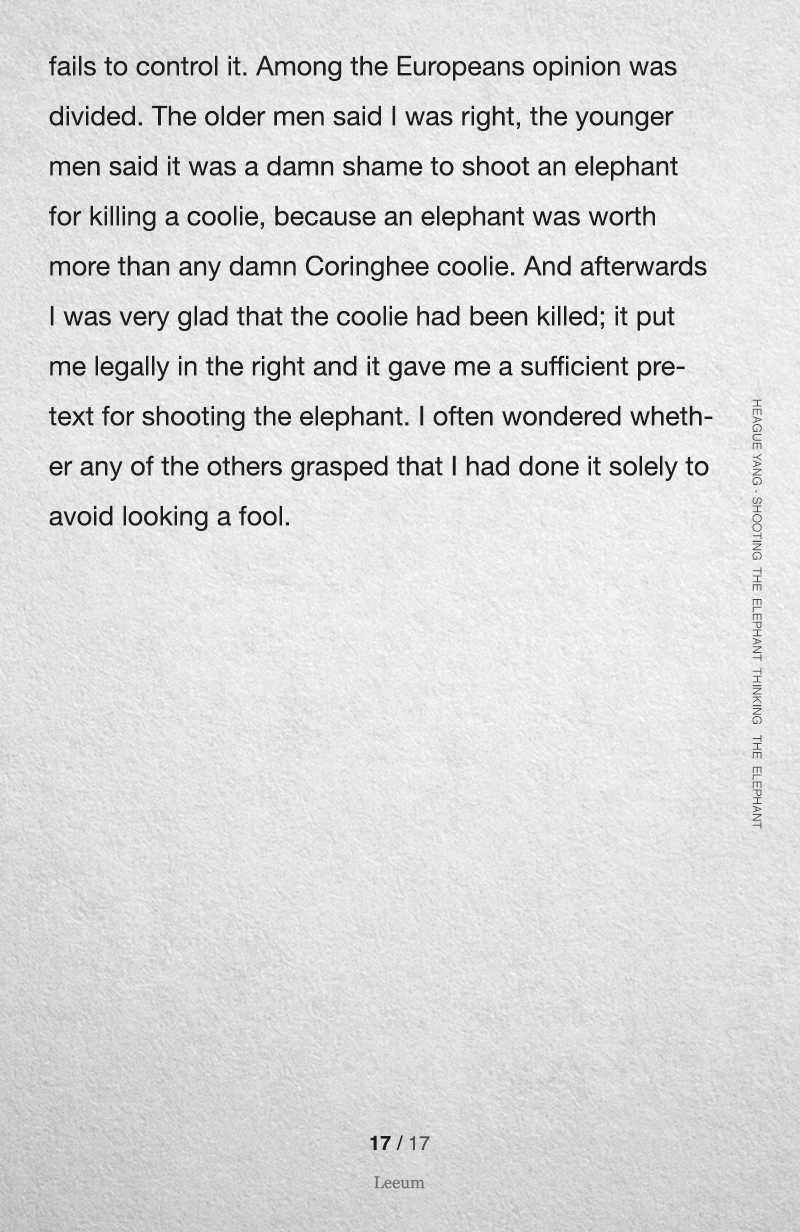 fails to control it. Among the Europeans opinion was
divided. The older men said I was right, the younger
men said it was a damn shame to shoot an elephant
for killing a coolie, because an elephant was worth
more than any damn Coringhee coolie. And afterwards
I was very glad that the coolie had been killed; it put
me legally in the right and it gave me a sufficient pre-
text for shooting the elephant. I often wondered wheth-
er any of the others grasped that I had done it solely to
avoid looking a fool.
HEAGUE YANG - SHOOTING THE ELEPHANT THINKING THE ELEPHANT
17 / 17
Leeum